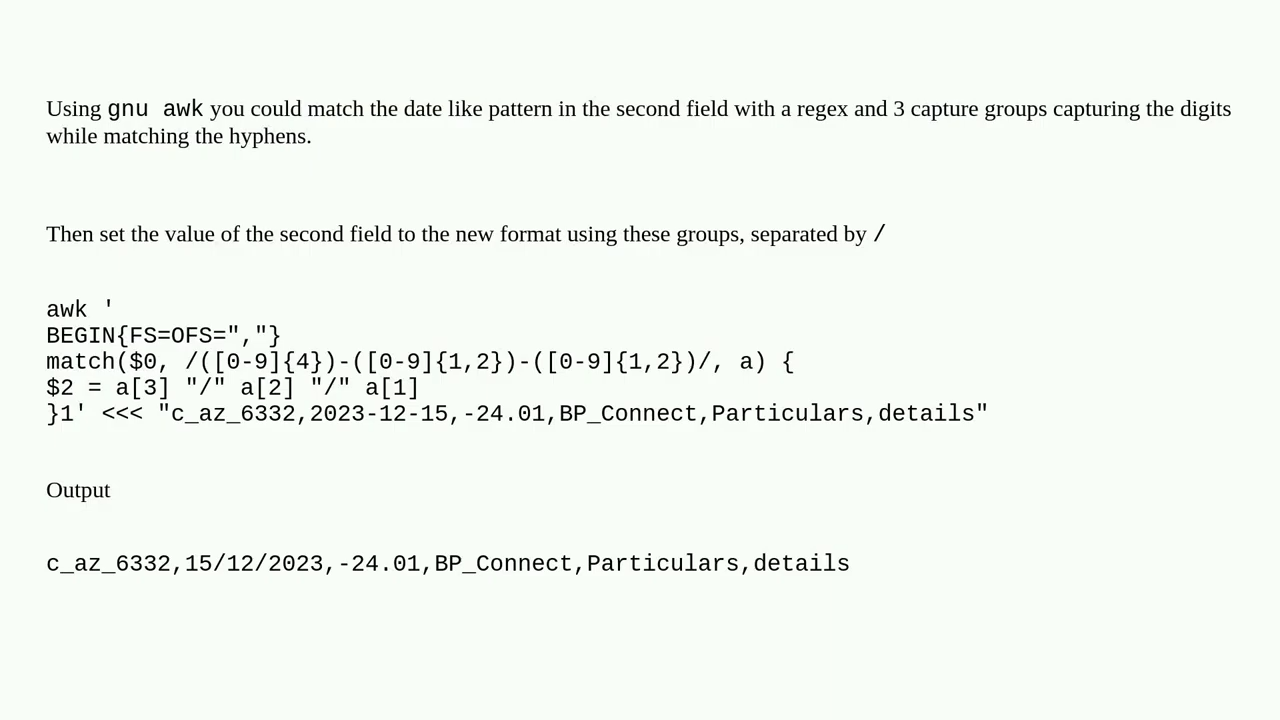 Using gnu awk you could match the date like pattern in the second field with a regex and 3 capture groups capturing the digits
while matching the hyphens.
Then set the value of the second field to the new format using these groups, separated by /
awk '
BEGIN{FS=OFS=","}
match($0, /([0-9]{4})-([0-9]{1,2})-([0-9]{1,2})/, a) {
$2 = a[3] "/" a[2] "/" a[1]
}1' <<< "c_az_6332,2023-12-15,-24.01,BP_Connect,Particulars,details"
Output
c_az_6332,15/12/2023,-24.01,BP_Connect,Particulars,details